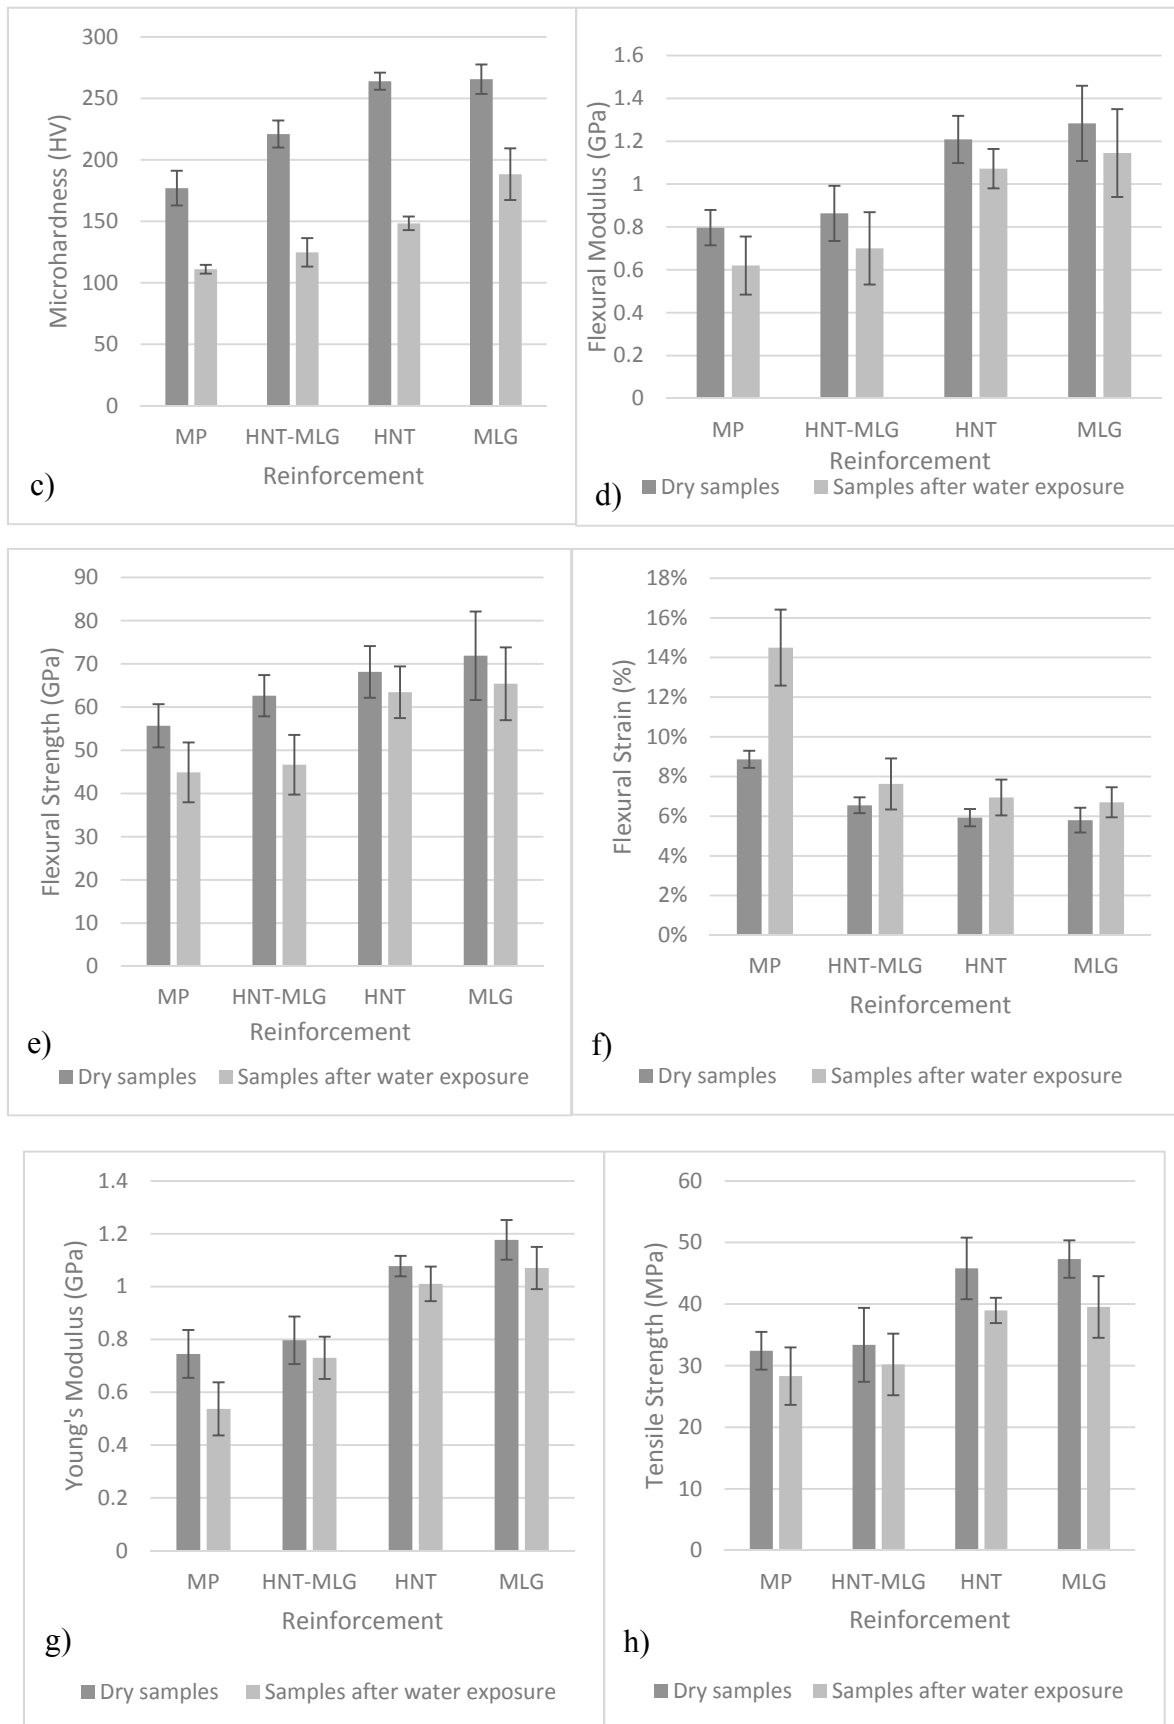 300
250
200
150
100
50
0
Microhardness (HV)
MP HNT-MLG HNT MLG
Reinforcement
c)
1.6
1.4
1.2
1
0.8
0.6
0.4
0.2
0
Flexural Modulus (GPa)
MP HNT-MLG HNT MLG
Reinforcement
d)
Dry samples Samples after water exposure
90
80
70
60
50
40
30
20
10
0
Flexural Strength (GPa)
MP HNT-MLG HNT MLG
Reinforcement
e)
Dry samples Samples after water exposure
18%
16%
14%
12%
10%
8%
6%
4%
2%
0%
Flexural Strain (%)
MP HNT-MLG HNT MLG
Reinforcement
f)
Dry samples Samples after water exposure
1.4
1.2
1
0.8
0.6
0.4
0.2
0
Young's Modulus (GPa)
MP HNT-MLG HNT MLG
Reinforcement
g)
Dry samples Samples after water exposure
60
50
40
30
20
10
0
Tensile Strength (MPa)
MP HNT-MLG HNT MLG
Reinforcement
h)
Dry samples Samples after water exposure